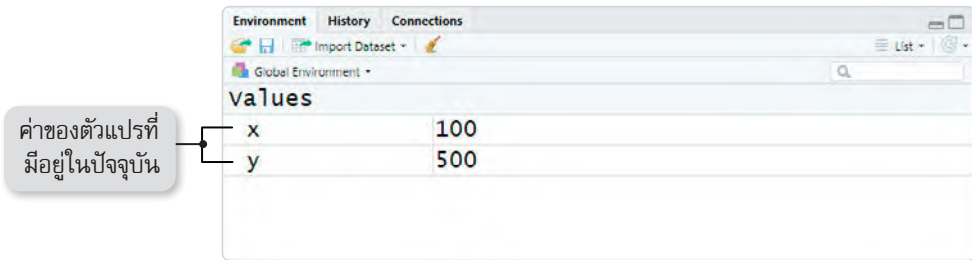 Environment History Connections
Import Dataset List
Global Environment
Values
x 100
y 500
ค่าของตัวแปรที่
มีอยู่ในปัจจุบัน